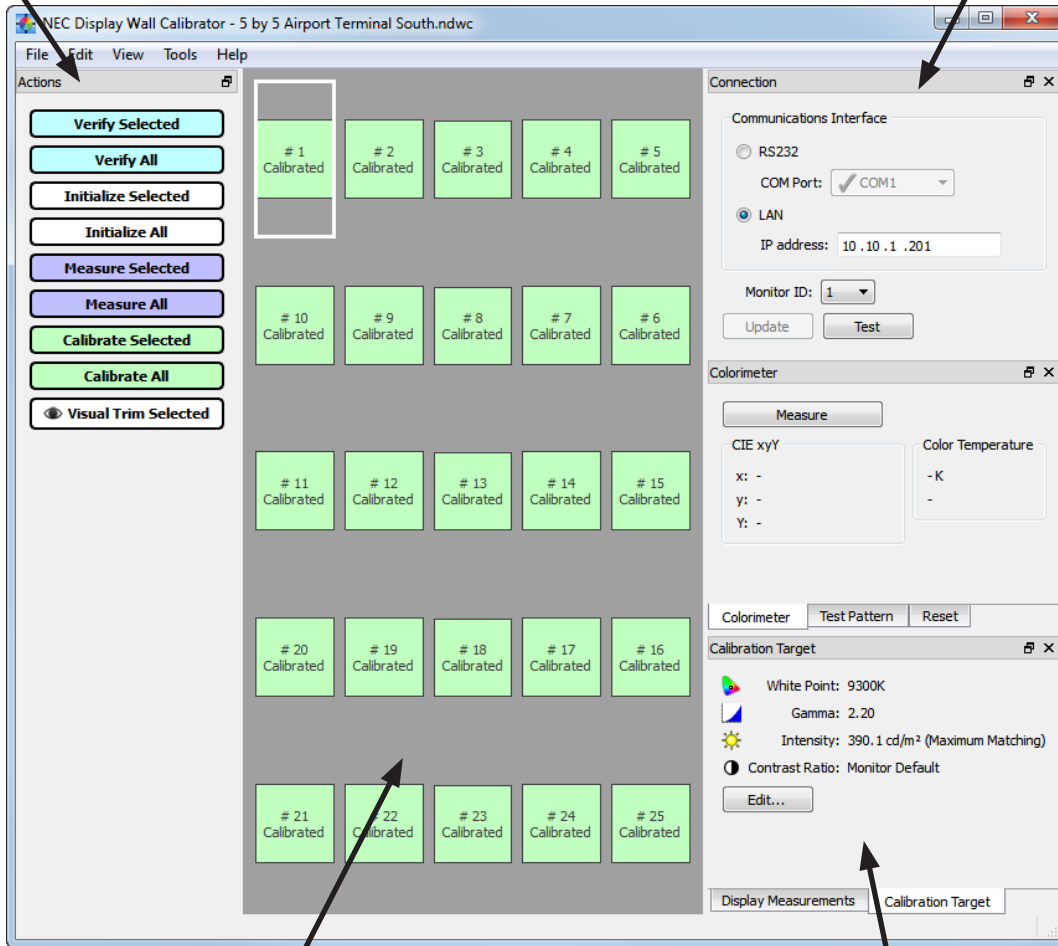 NEC Display Wall Calibrator - 5 by 5 Airport Terminal South.ndwc
File Edit View Tools Help
Actions
Verify Selected
Verify All
Initialize Selected
Initialize All
Measure Selected
Measure All
Calibrate Selected
Calibrate All
Visual Trim Selected
# 1 Calibrated
# 2 Calibrated
# 3 Calibrated
# 4 Calibrated
# 5 Calibrated
# 10 Calibrated
# 9 Calibrated
# 8 Calibrated
# 7 Calibrated
# 6 Calibrated
# 11 Calibrated
# 12 Calibrated
# 13 Calibrated
# 14 Calibrated
# 15 Calibrated
# 20 Calibrated
# 19 Calibrated
# 18 Calibrated
# 17 Calibrated
# 16 Calibrated
# 21 Calibrated
# 22 Calibrated
# 23 Calibrated
# 24 Calibrated
# 25 Calibrated
Connection
Communications Interface
RS232
COM Port: COM1
LAN
IP address: 10 .10 .1 .201
Monitor ID: 1
Update Test
Colorimeter
Measure
CIE xyY
x: -
y: -
Y: -
Color Temperature
- K
-
Colorimeter Test Pattern Reset
Calibration Target
White Point: 9300K
Gamma: 2.20
Intensity: 390.1 cd/m² (Maximum Matching)
Contrast Ratio: Monitor Default
Edit...
Display Measurements Calibration Target